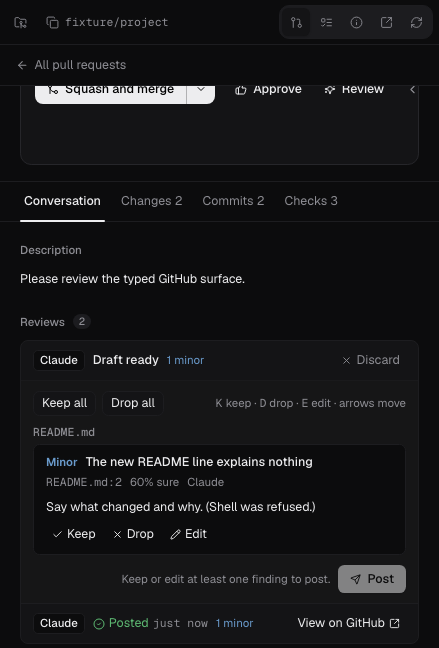 fixture/project
All pull requests
Squash and merge
Approve
Review
Conversation
Changes 2
Commits 2
Checks 3
Description
Please review the typed GitHub surface.
Reviews 2
Claude Draft ready 1 minor Discard
Keep all Drop all K keep · D drop · E edit · arrows move
README.md
Minor The new README line explains nothing
README.md:2 60% sure Claude
Say what changed and why. (Shell was refused.)
Keep Drop Edit
Keep or edit at least one finding to post. Post
Claude Posted just now 1 minor View on GitHub